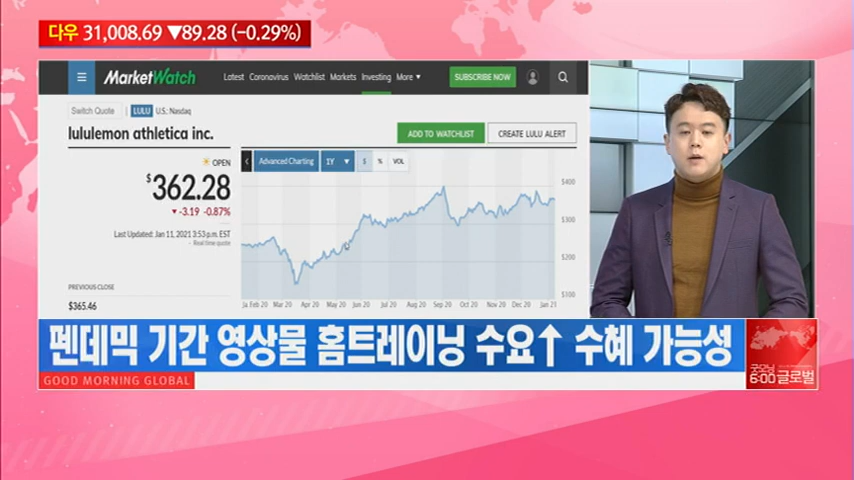 다우 31,008.69 ▼89.28 (-0.29%)
MarketWatch Latest Coronavirus Watchlist Markets Investing More ▼ SUBSCRIBE NOW
Switch Quote | LULU U.S.: Nasdaq
lululemon athletica inc.
ADD TO WATCHLIST CREATE LULU ALERT
OPEN
$362.28
▼ -3.19 -0.87%
Last Updated: Jan 11, 2021 3:53 p.m. EST
Real time quote
PREVIOUS CLOSE
$365.46
Advanced Charting 1Y ▼ $ % VOL
$400
$300
$200
$100
Ja Feb 20 Mar 20 Apr 20 May 20 Jun 20 Jul 20 Aug 20 Sep 20 Oct 20 Nov 20 Dec 20 Jan 21
펜데믹 기간 영상물 홈트레이닝 수요↑ 수혜 가능성
GOOD MORNING GLOBAL
굿모닝
6:00 글로벌